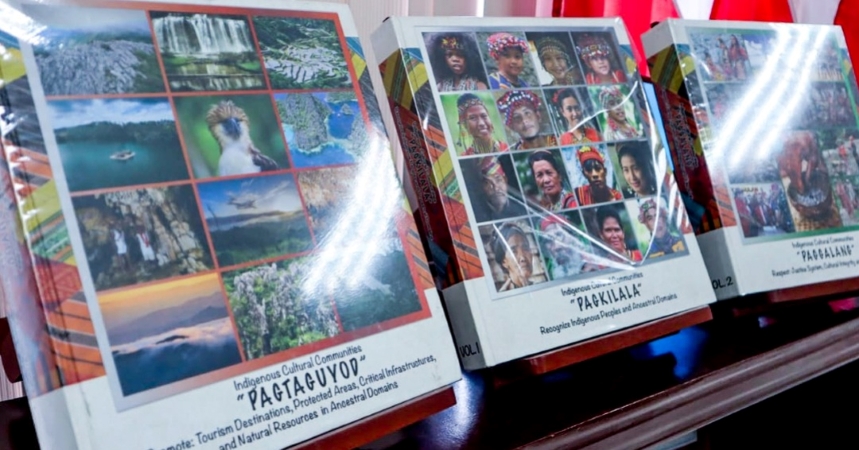 Indigenous Cultural Communities
"PAGTAGUYOD"
Promote: Tourism Destinations, Protected Areas, Critical Infrastructures,
and Natural Resources in Ancestral Domains
VOL.1
Indigenous Cultural Communities
"PAGKILALA"
Recognize Indigenous Peoples and Ancestral Domains
VOL.2
Indigenous Cultural Communities
"PAGGALANG"
Respect: Justice System, Cultural Integrity